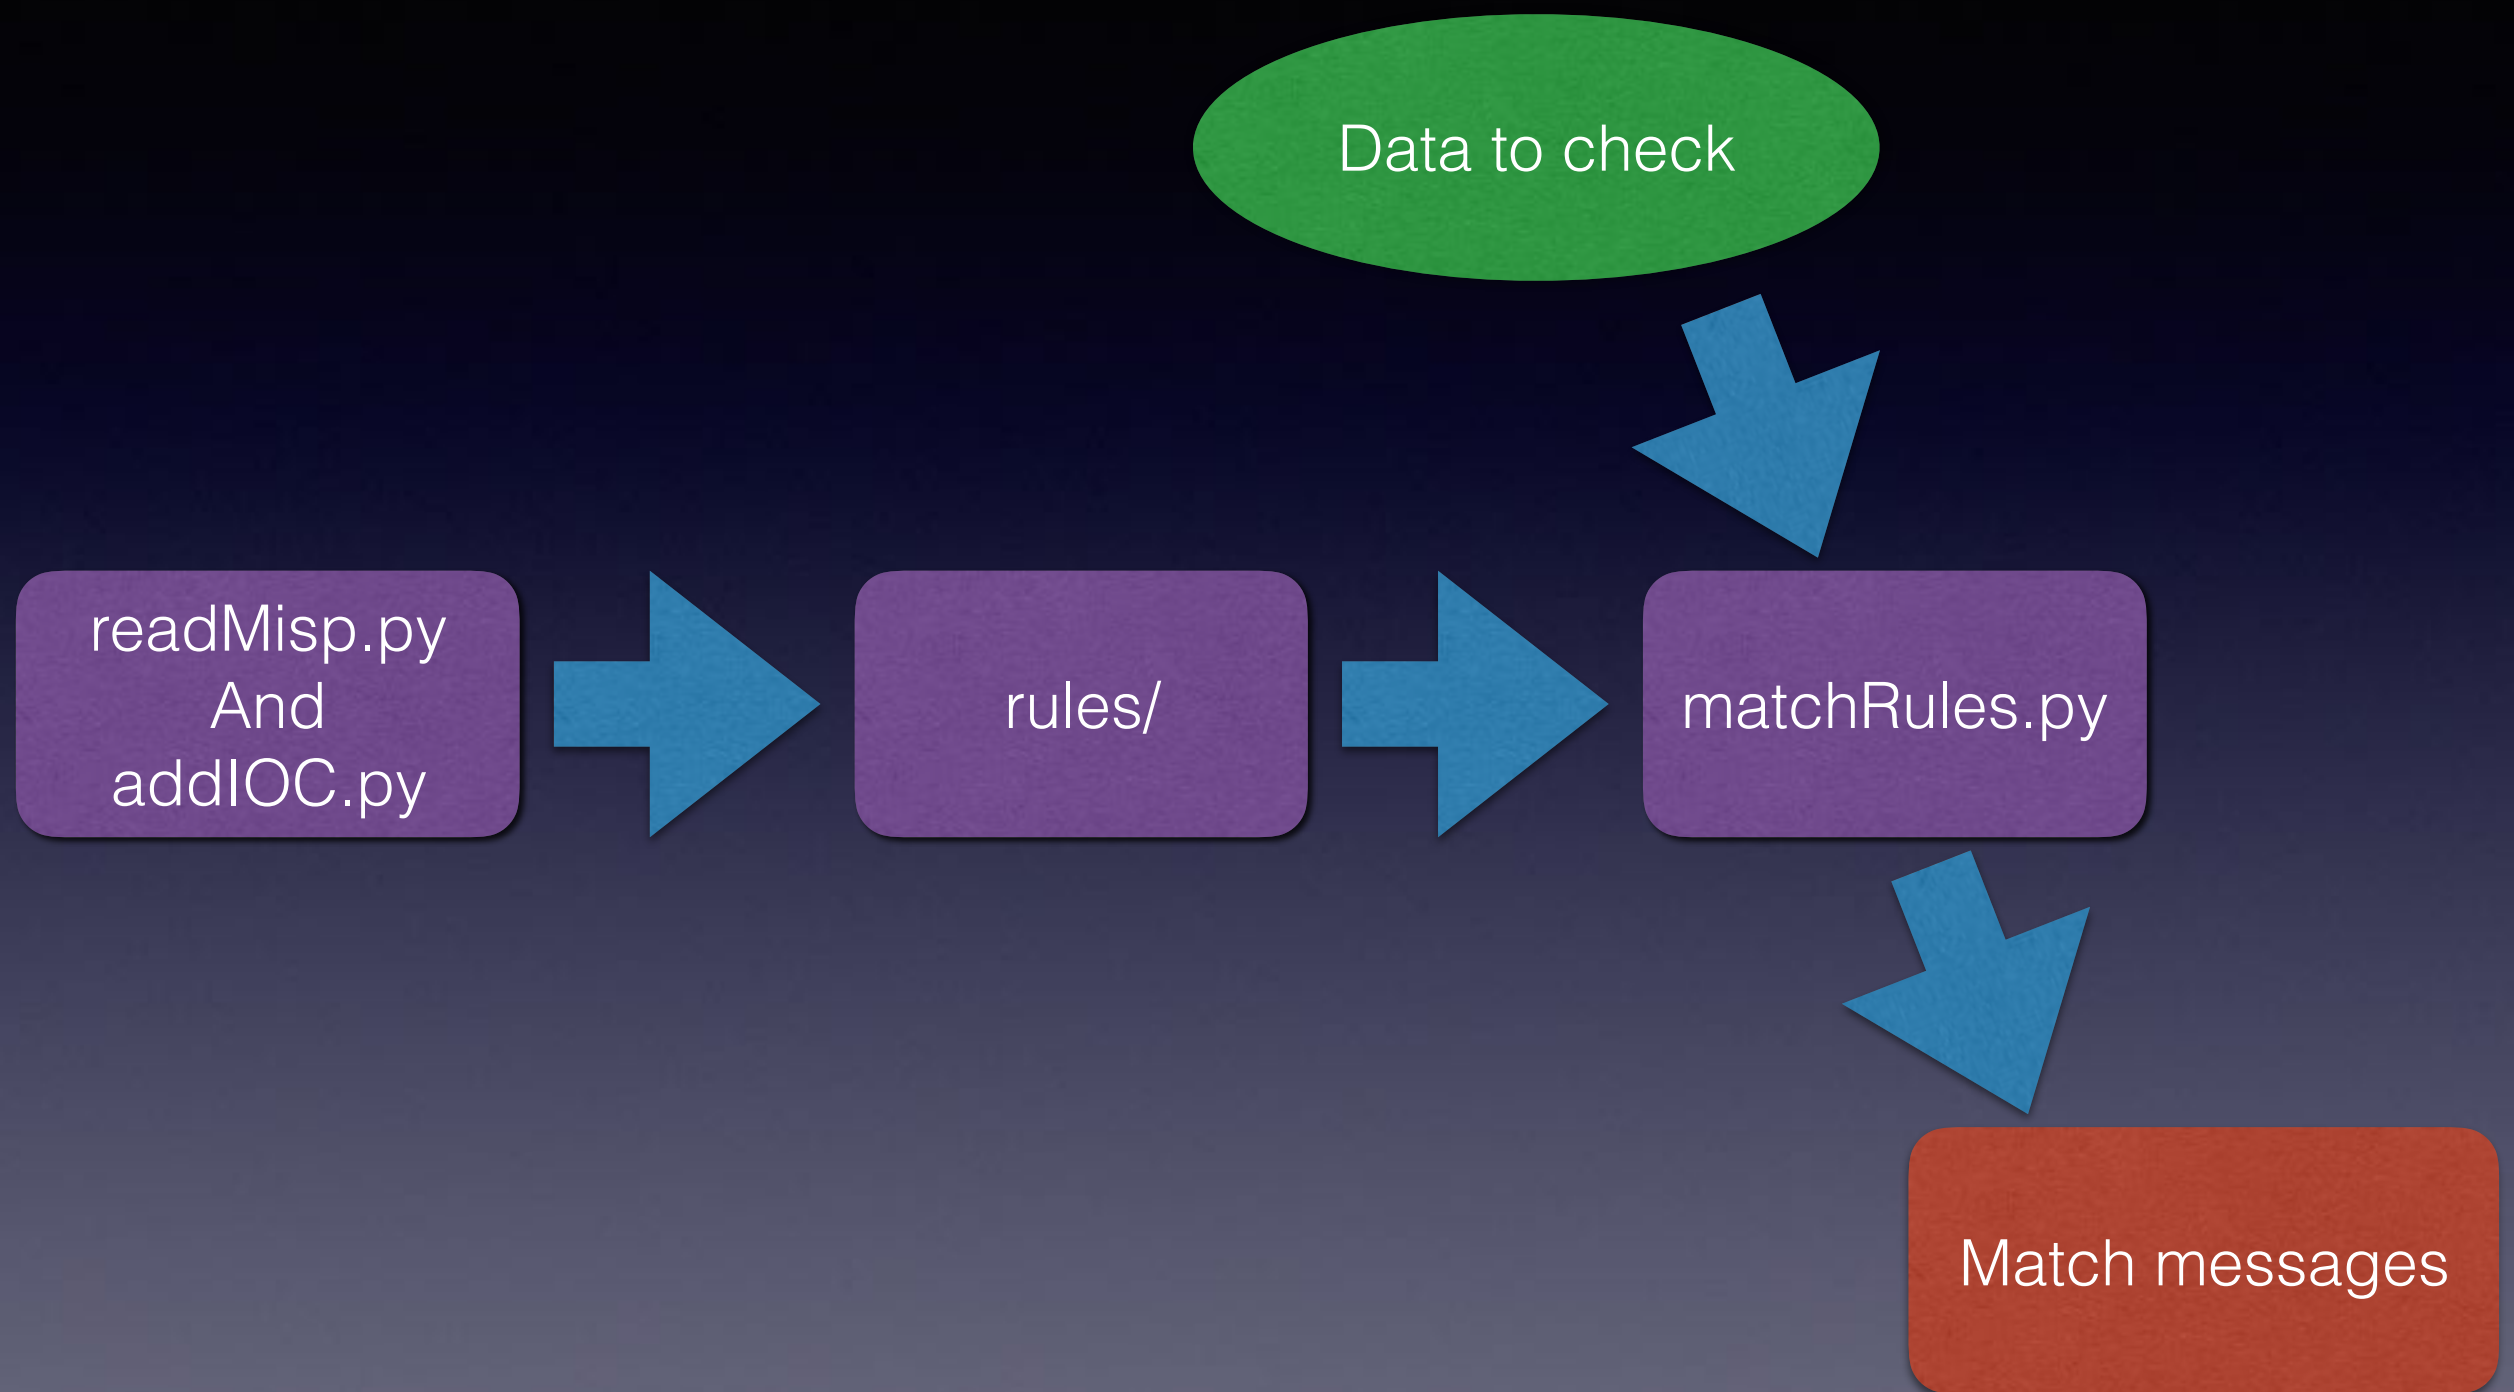 Data to check
readMisp.py
And
addIOC.py
rules/
matchRules.py
Match messages